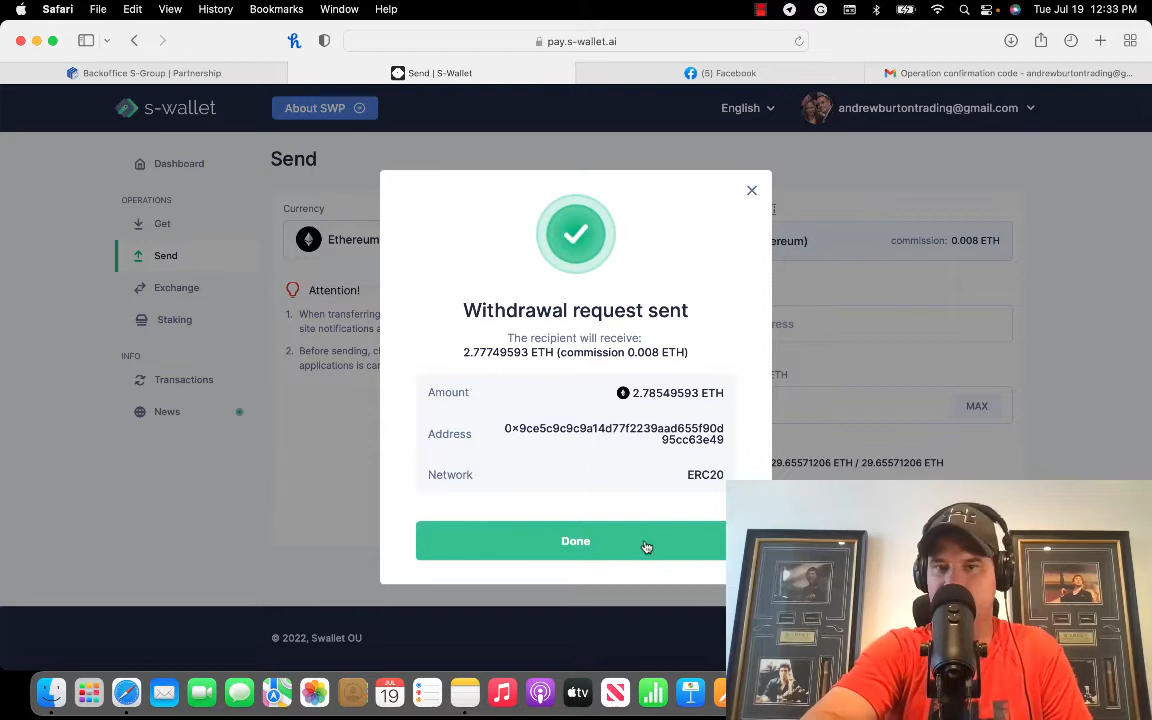 Safari File Edit View History Bookmarks Window Help
Tue Jul 19 12:33 PM
pay.s-wallet.ai
Backoffice S-Group | Partnership
Send | S-Wallet
(5) Facebook
Operation confirmation code - andrewburtontrading@g...
s-wallet
About SWP
English
andrewburtontrading@gmail.com
Dashboard
OPERATIONS
Get
Send
Exchange
Staking
INFO
Transactions
News
Send
Currency
Ethereum
Attention!
1. When transferring
site notifications a
2. Before sending, c
applications is can
ereum)
commission: 0.008 ETH
ress
ETH
MAX
29.65571206 ETH / 29.65571206 ETH
Withdrawal request sent
The recipient will receive:
2.77749593 ETH (commission 0.008 ETH)
Amount
2.78549593 ETH
Address
0x9ce5c9c9c9a14d77f2239aad655f90d
95cc63e49
Network
ERC20
Done
© 2022, Swallet OU
JUL
19
tv